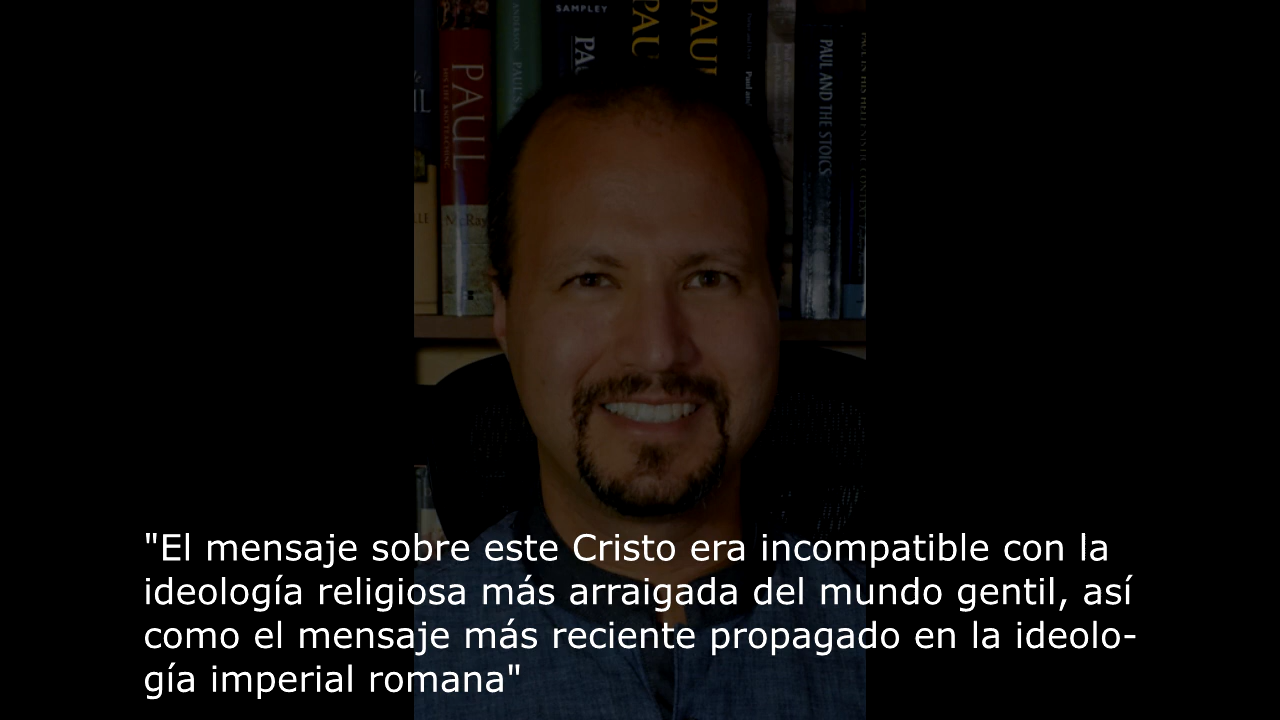 SAMPLEY
PAUL
PAUL
PAUL
PAUL AND THE STOICS
"El mensaje sobre este Cristo era incompatible con la
ideología religiosa más arraigada del mundo gentil, así
como el mensaje más reciente propagado en la ideolo-
gía imperial romana"